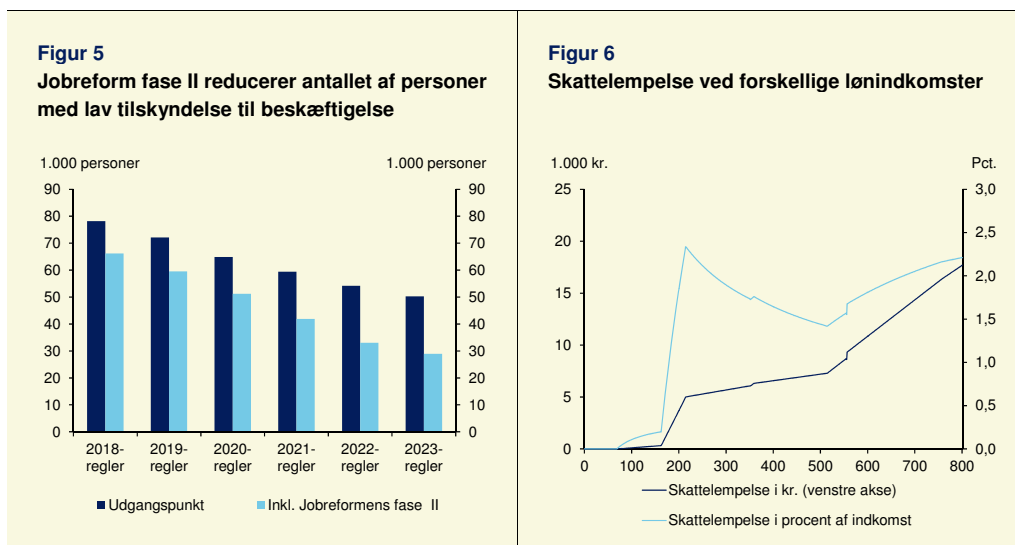 Figur 5
Jobreform fase II reducerer antallet af personer
med lav tilskyndelse til beskæftigelse
1.000 personer
1.000 personer
90
80
70
60
50
40
30
20
10
0
90
80
70
60
50
40
30
20
10
0
2018-
regler
2019-
regler
2020-
regler
2021-
regler
2022-
regler
2023-
regler
Udgangspunkt
Inkl. Jobreformens fase II
Figur 6
Skattelempelse ved forskellige lønindkomster
1.000 kr.
Pct.
25
20
15
10
5
0
3,0
2,5
2,0
1,5
1,0
0,5
0,0
0 100 200 300 400 500 600 700 800
Skattelempelse i kr. (venstre akse)
Skattelempelse i procent af indkomst